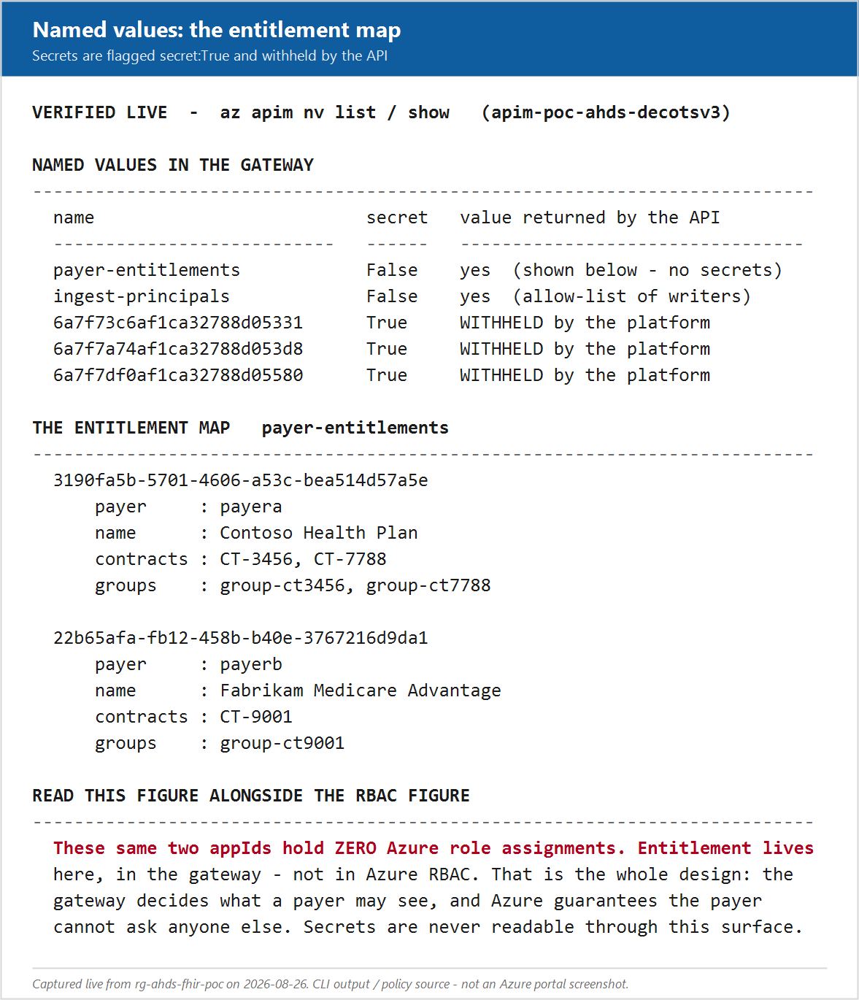 Named values: the entitlement map
Secrets are flagged secret:True and withheld by the API
VERIFIED LIVE  -  az apim nv list / show   (apim-poc-ahds-decotsv3)
NAMED VALUES IN THE GATEWAY
---------------------------------------------------------------------------
name                          secret   value returned by the API
---------------------------   ------   ---------------------------------
payer-entitlements            False    yes  (shown below - no secrets)
ingest-principals             False    yes  (allow-list of writers)
6a7f73c6af1ca32788d05331      True     WITHHELD by the platform
6a7f7a74af1ca32788d053d8      True     WITHHELD by the platform
6a7f7df0af1ca32788d05580      True     WITHHELD by the platform
THE ENTITLEMENT MAP   payer-entitlements
---------------------------------------------------------------------------
3190fa5b-5701-4606-a53c-bea514d57a5e
payer     : payera
name      : Contoso Health Plan
contracts : CT-3456, CT-7788
groups    : group-ct3456, group-ct7788
22b65afa-fb12-458b-b40e-3767216d9da1
payer     : payerb
name      : Fabrikam Medicare Advantage
contracts : CT-9001
groups    : group-ct9001
READ THIS FIGURE ALONGSIDE THE RBAC FIGURE
---------------------------------------------------------------------------
These same two appIds hold ZERO Azure role assignments. Entitlement lives
here, in the gateway - not in Azure RBAC. That is the whole design: the
gateway decides what a payer may see, and Azure guarantees the payer
cannot ask anyone else. Secrets are never readable through this surface.
Captured live from rg-ahds-fhir-poc on 2026-08-26. CLI output / policy source - not an Azure portal screenshot.